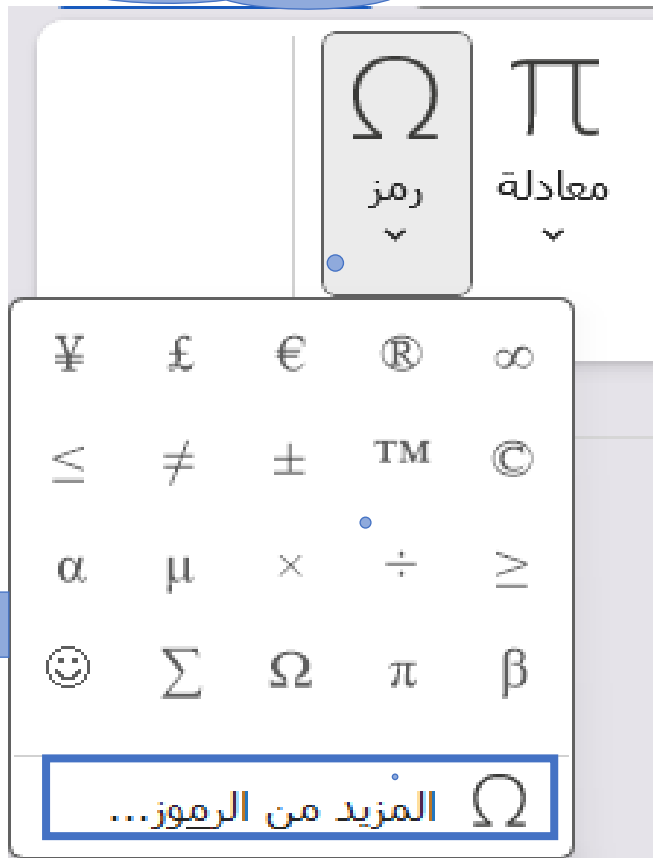 π Ω
معادلة رمز
∞ ® € £ ¥
© ™ ± ≠ ≤
≥ ÷ × µ α
β π Ω ∑ ☺
Ω المزيد من الرموز...